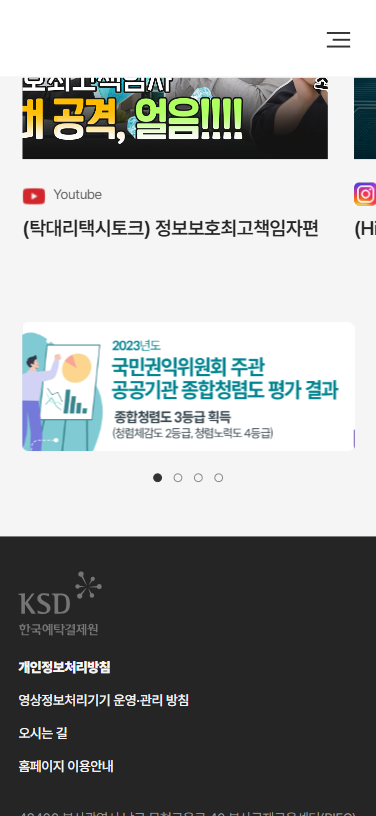 공격, 얼음!!!!
Youtube
(탁대리택시토크) 정보보호최고책임자편
(Hi
2023년도
국민권익위원회 주관
공공기관 종합청렴도 평가 결과
종합청렴도 3등급 획득
(청렴체감도 2등급, 청렴노력도 4등급)
KSD
한국예탁결제원
개인정보처리방침
영상정보처리기기 운영·관리 방침
오시는 길
홈페이지 이용안내